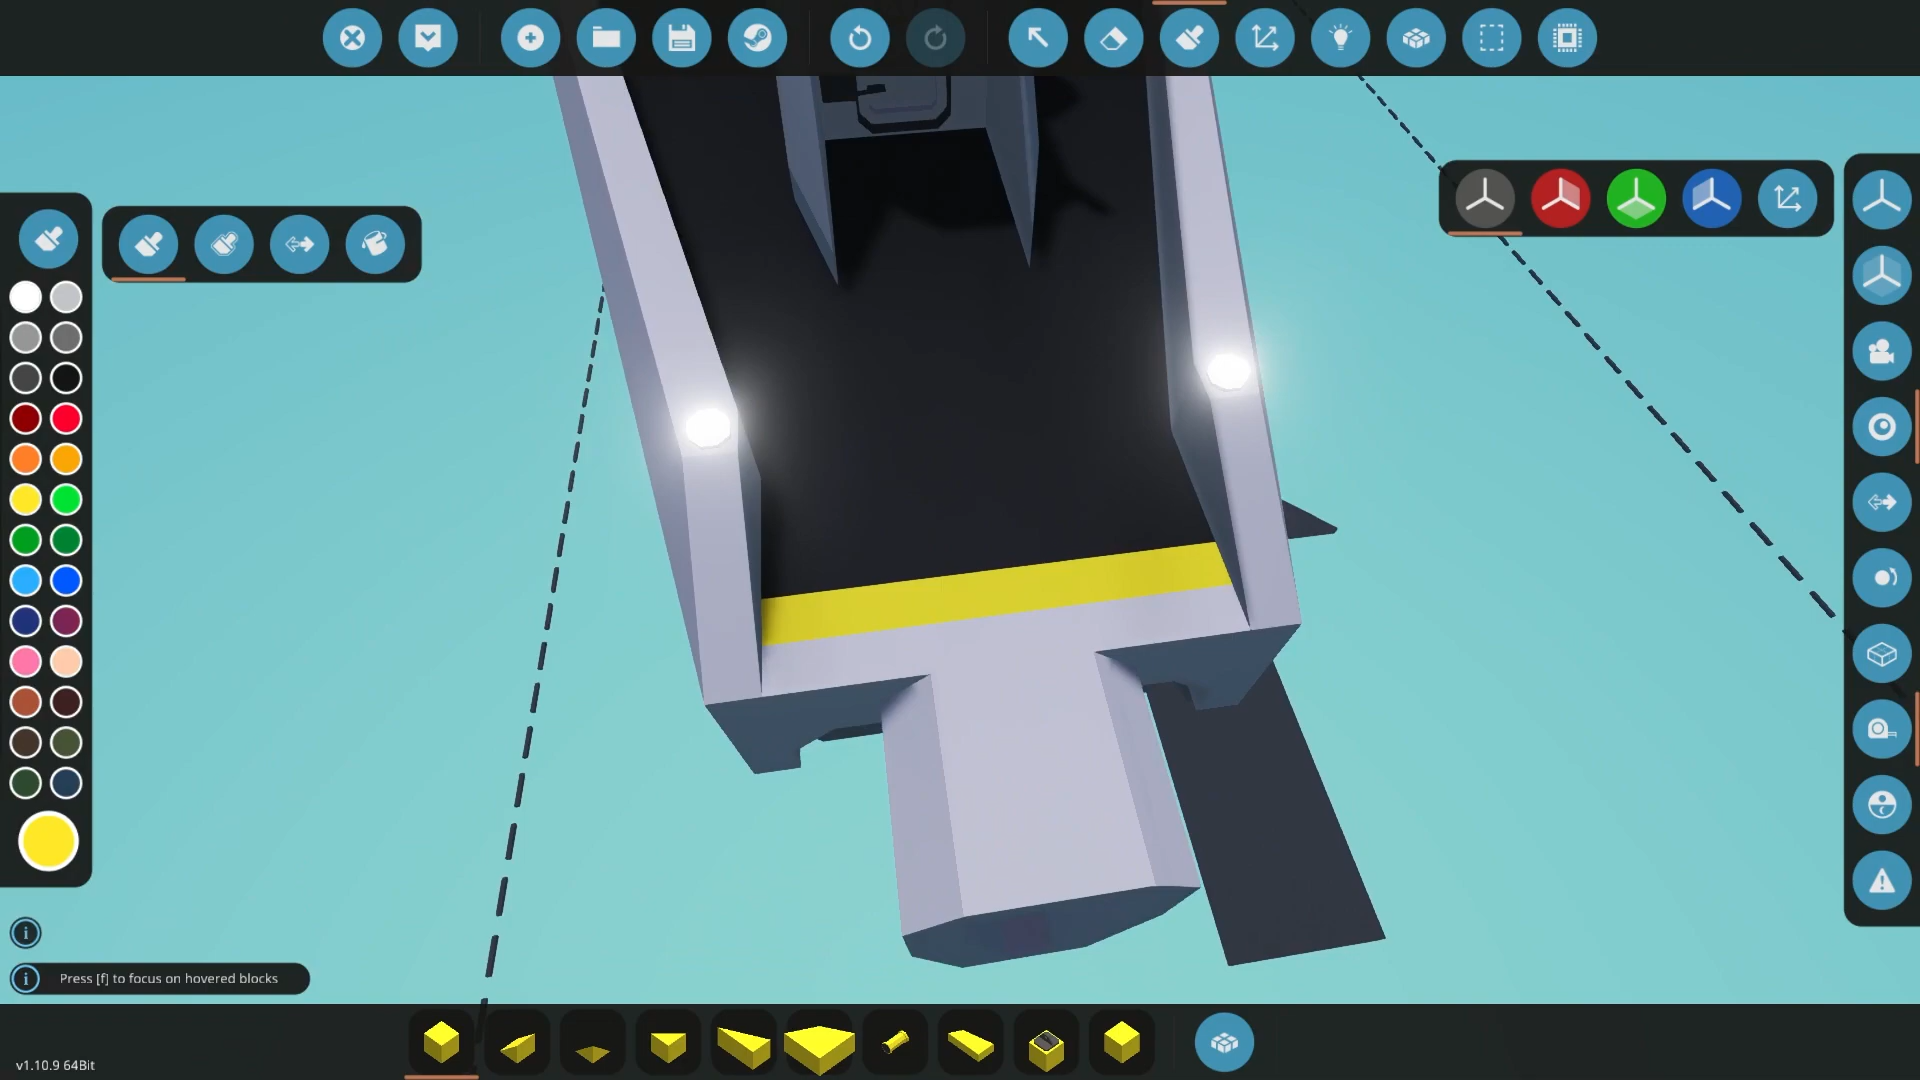 Press [f] to focus on hovered blocks
v1.10.9 64Bit